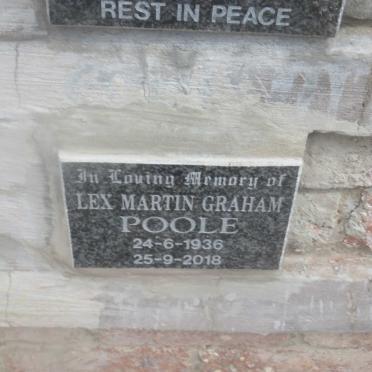 REST IN PEACE
In Loving Memory of
LEX MARTIN GRAHAM
POOLE
24-6-1936
25-9-2018